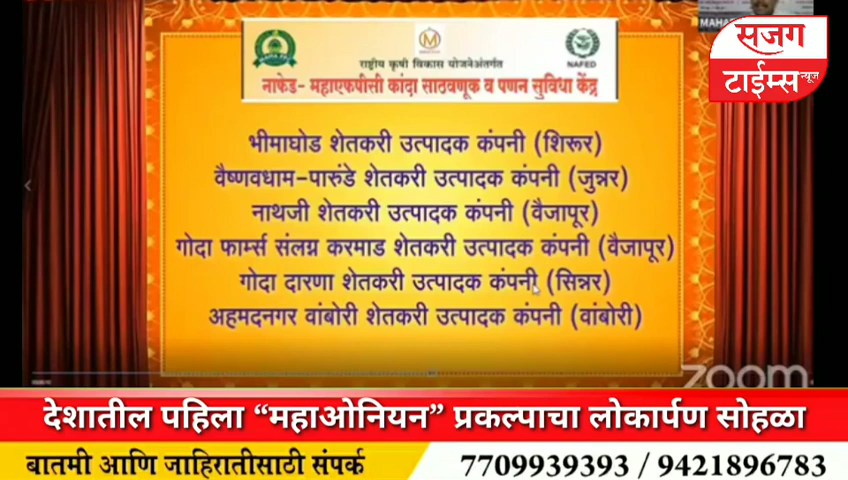 MAHA
सजग
टाईम्स न्यूज
NAFED
राष्ट्रीय कृषी विकास योजनेअंतर्गत
नाफेड- महाएफपीसी कांदा साठवणूक व पणन सुविधा केंद्र
भीमाघोड शेतकरी उत्पादक कंपनी (शिरूर)
वैष्णवधाम-पारुंडे शेतकरी उत्पादक कंपनी (जुन्नर)
नाथजी शेतकरी उत्पादक कंपनी (वैजापूर)
गोदा फार्म्स संलग्न करमाड शेतकरी उत्पादक कंपनी (वैजापूर)
गोदा दारणा शेतकरी उत्पादक कंपनी (सिन्नर)
अहमदनगर वांबोरी शेतकरी उत्पादक कंपनी (वांबोरी)
zoom
देशातील पहिला “महाओनियन” प्रकल्पाचा लोकार्पण सोहळा
बातमी आणि जाहिरातीसाठी संपर्क
7709939393 / 9421896783